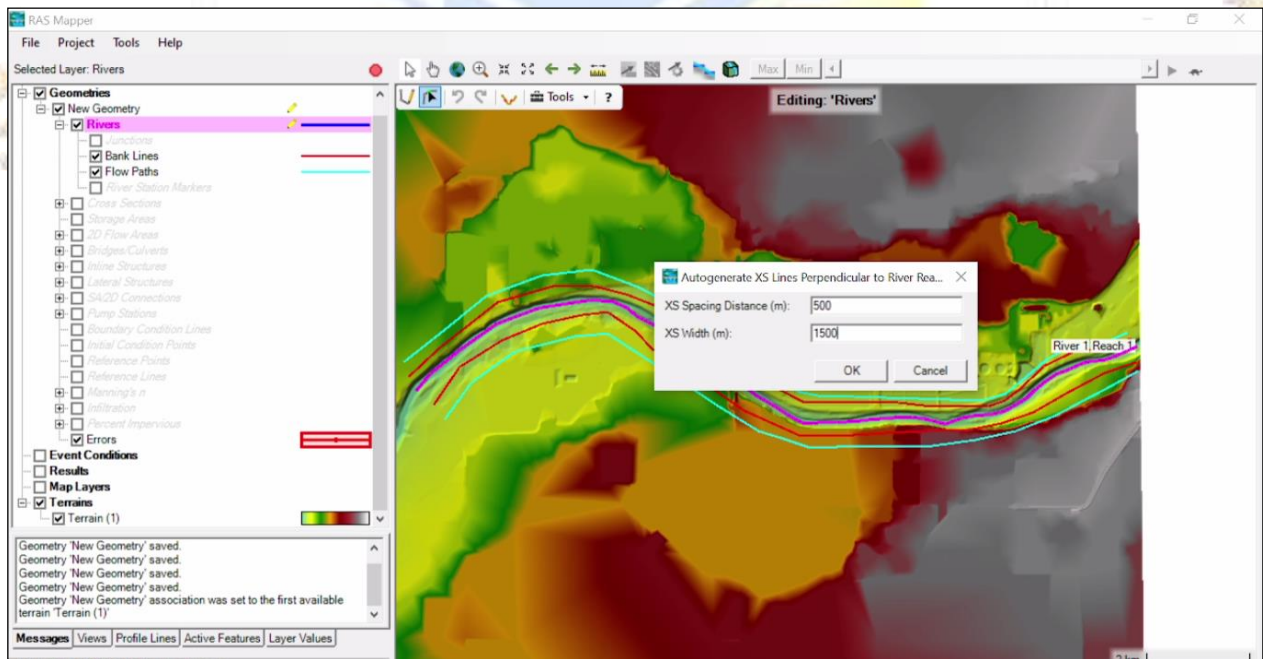 RAS Mapper
File Project Tools Help
Selected Layer: Rivers
Max Min
Geometries
New Geometry
Rivers
Junctions
Bank Lines
Flow Paths
River Station Markers
Cross Sections
Storage Areas
2D Flow Areas
Bridges/Culverts
Inline Structures
Lateral Structures
SA/2D Connections
Pump Stations
Boundary Condition Lines
Initial Condition Points
Reference Points
Reference Lines
Manning's n
Infiltration
Percent Impervious
Errors
Event Conditions
Results
Map Layers
Terrains
Terrain (1)
Tools ?
Editing: 'Rivers'
Autogenerate XS Lines Perpendicular to River Rea...
XS Spacing Distance (m): 500
XS Width (m): 1500
OK Cancel
River 1, Reach 1
Geometry 'New Geometry' saved.
Geometry 'New Geometry' saved.
Geometry 'New Geometry' saved.
Geometry 'New Geometry' saved.
Geometry 'New Geometry' association was set to the first available
terrain 'Terrain (1)'
Messages Views Profile Lines Active Features Layer Values